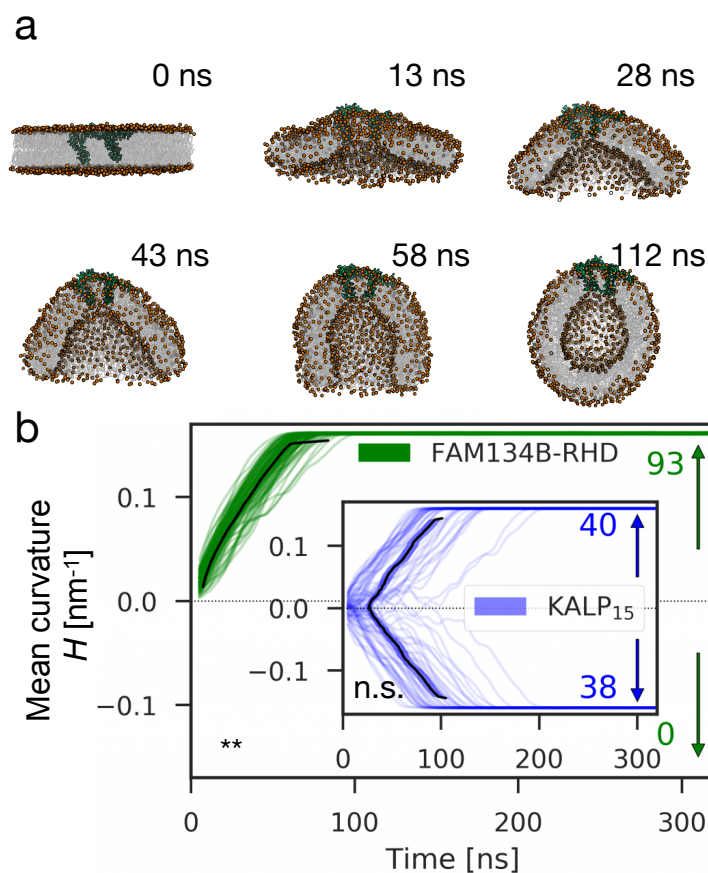 a
0 ns
13 ns
28 ns
43 ns
58 ns
112 ns
b
FAM134B-RHD
93
0.1
0.0
−0.1
Mean curvature
H [nm-1]
**
0
0
100
200
300
Time [ns]
40
0.1
0.0
−0.1
KALP15
n.s.
38
0
100
200
300